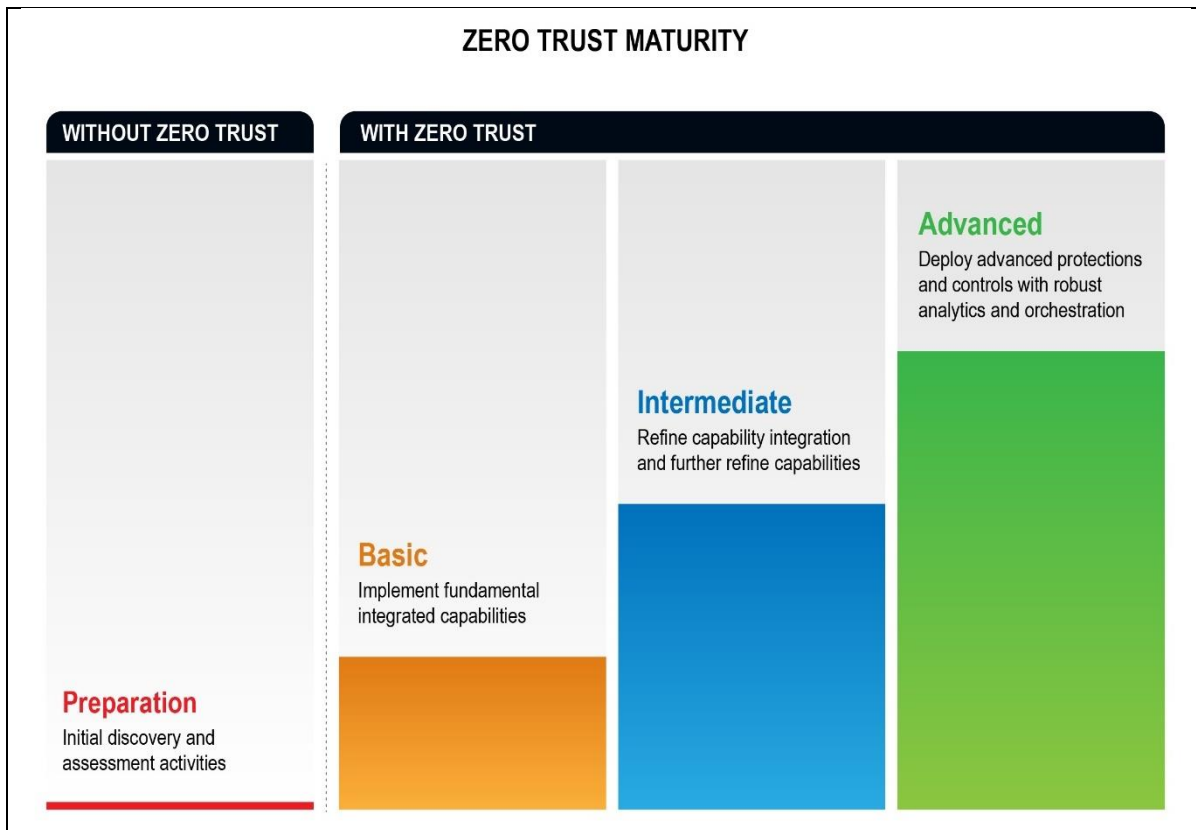 ZERO TRUST MATURITY
WITHOUT ZERO TRUST
WITH ZERO TRUST
Preparation
Initial discovery and
assessment activities
Basic
Implement fundamental
integrated capabilities
Intermediate
Refine capability integration
and further refine capabilities
Advanced
Deploy advanced protections
and controls with robust
analytics and orchestration